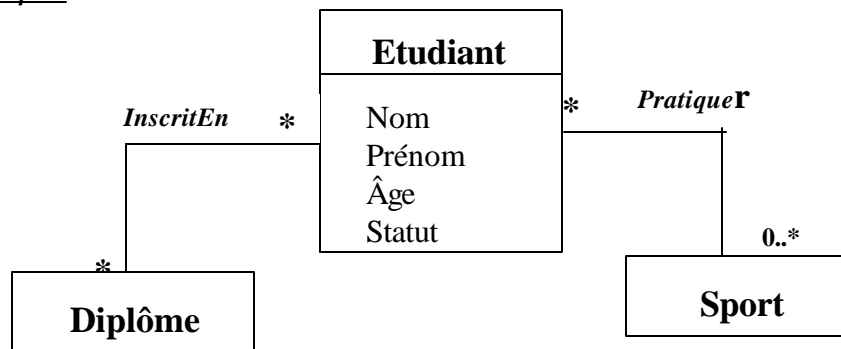 Etudiant
InscritEn * * Pratiquer
Nom
Prénom
Âge
Statut
0..*
*
Diplôme
Sport